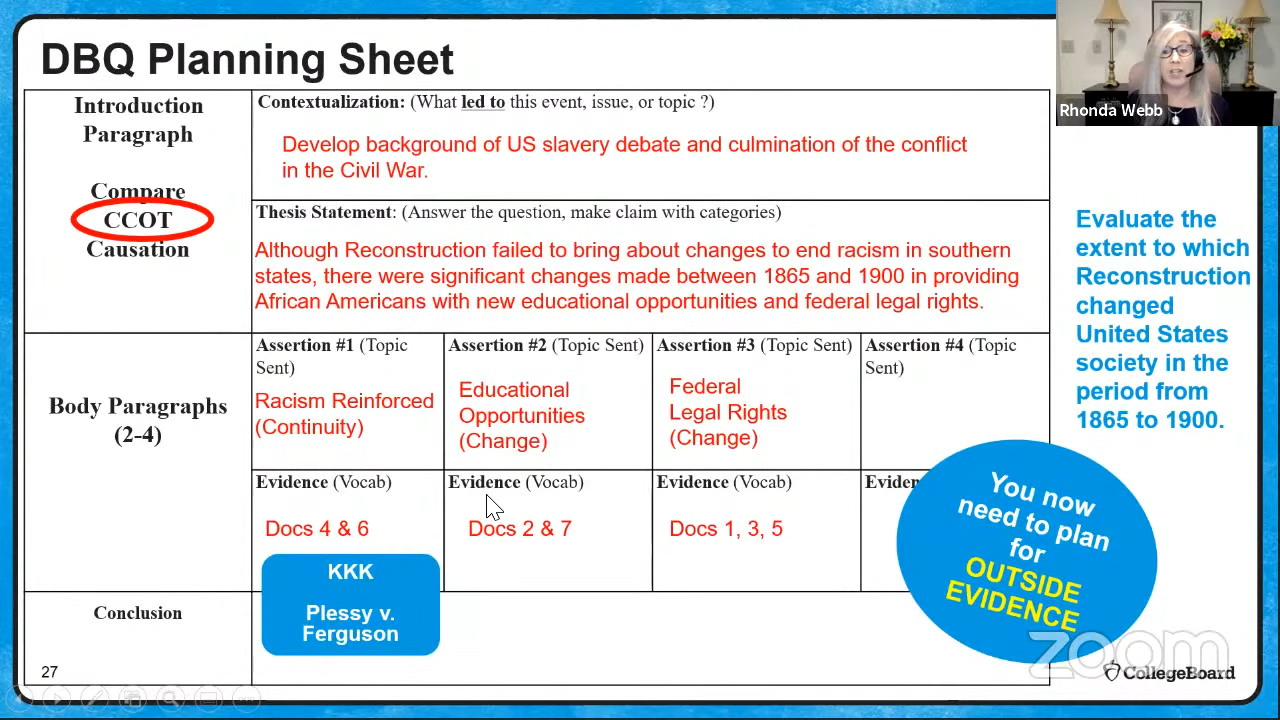 DBQ Planning Sheet
Rhonda Webb
Introduction
Paragraph
Compare
CCOT
Causation
Contextualization: (What led to this event, issue, or topic ?)
Develop background of US slavery debate and culmination of the conflict
in the Civil War.
Thesis Statement: (Answer the question, make claim with categories)
Although Reconstruction failed to bring about changes to end racism in southern
states, there were significant changes made between 1865 and 1900 in providing
African Americans with new educational opportunities and federal legal rights.
Evaluate the
extent to which
Reconstruction
changed
United States
society in the
period from
1865 to 1900.
Body Paragraphs
(2-4)
Assertion #1 (Topic
Sent)
Racism Reinforced
(Continuity)
Assertion #2 (Topic Sent)
Educational
Opportunities
(Change)
Assertion #3 (Topic Sent)
Federal
Legal Rights
(Change)
Assertion #4 (Topic
Sent)
Evidence (Vocab)
Docs 4 & 6
KKK
Plessy v.
Ferguson
Evidence (Vocab)
Docs 2 & 7
Evidence (Vocab)
Docs 1, 3, 5
You now
need to plan
for
OUTSIDE
EVIDENCE
Conclusion
27
zoom
CollegeBoard